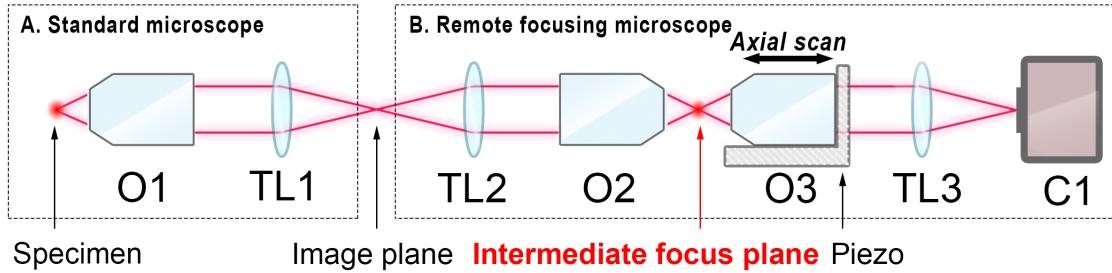 A. Standard microscope
B. Remote focusing microscope
Axial scan
O1
TL1
TL2
O2
O3
TL3
C1
Specimen
Image plane
Intermediate focus plane
Piezo